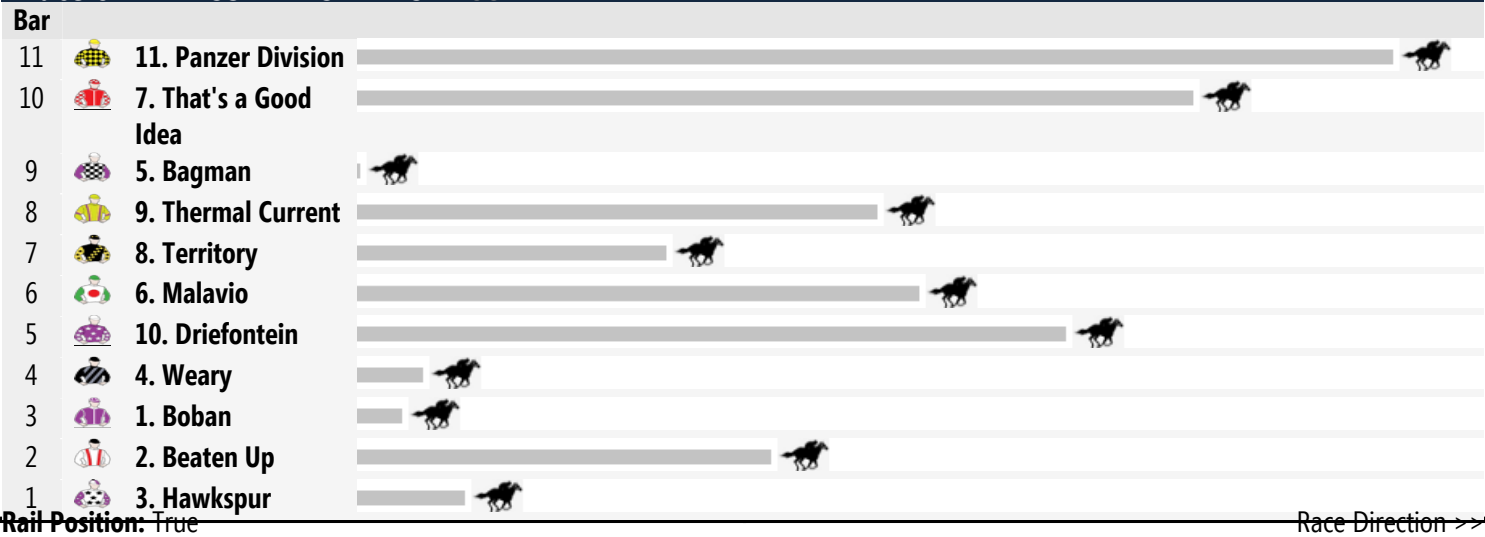 Bar
11 11. Panzer Division
10 7. That's a Good
Idea
9 5. Bagman
8 9. Thermal Current
7 8. Territory
6 6. Malavio
5 10. Driefontein
4 4. Weary
3 1. Boban
2 2. Beaten Up
1 3. Hawkspur
Rail Position: True Race Direction >>